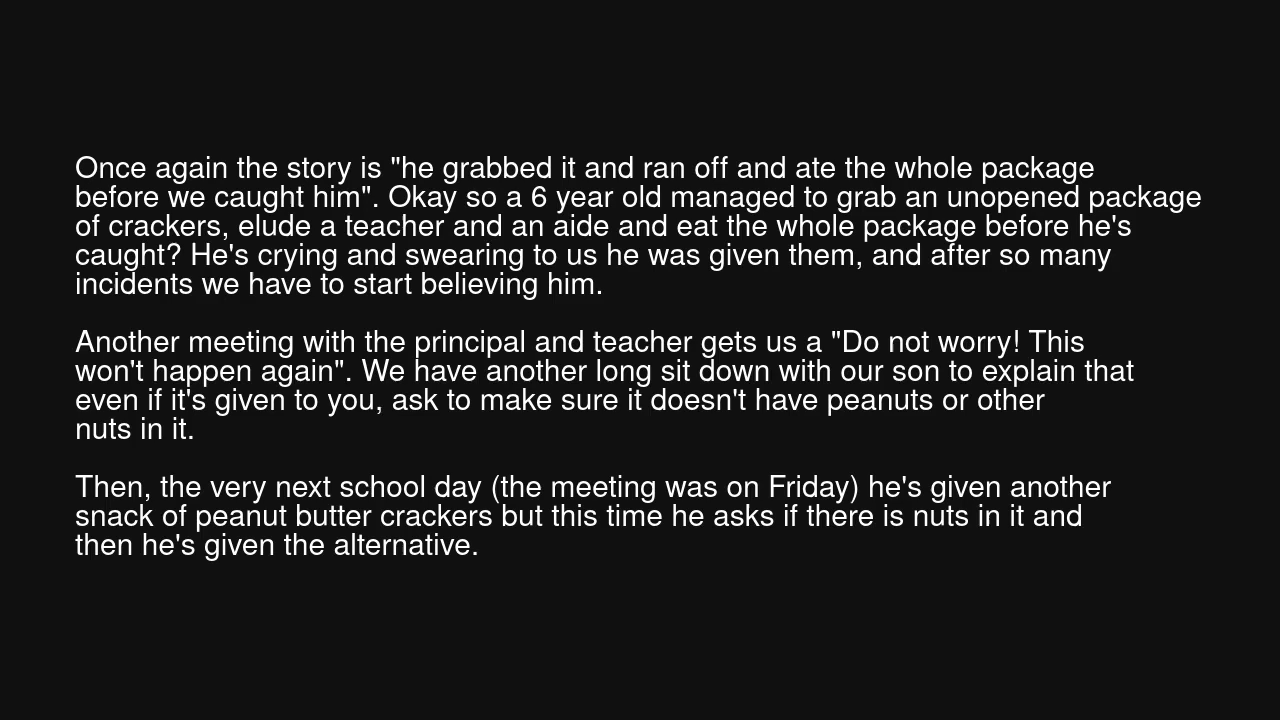 Once again the story is "he grabbed it and ran off and ate the whole package
before we caught him". Okay so a 6 year old managed to grab an unopened package
of crackers, elude a teacher and an aide and eat the whole package before he's
caught? He's crying and swearing to us he was given them, and after so many
incidents we have to start believing him.
Another meeting with the principal and teacher gets us a "Do not worry! This
won't happen again". We have another long sit down with our son to explain that
even if it's given to you, ask to make sure it doesn't have peanuts or other
nuts in it.
Then, the very next school day (the meeting was on Friday) he's given another
snack of peanut butter crackers but this time he asks if there is nuts in it and
then he's given the alternative.